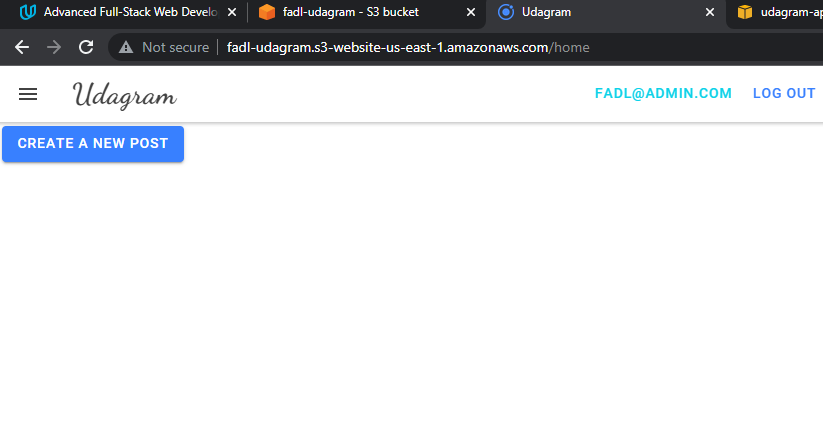 Advanced Full-Stack Web Develo
fadl-udagram - S3 bucket
Udagram
udagram-ap
Not secure
fadl-udagram.s3-website-us-east-1.amazonaws.com/home
Udagram
FADL@ADMIN.COM
LOG OUT
CREATE A NEW POST